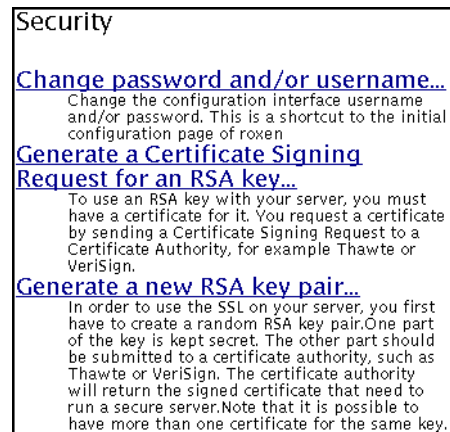 Security
Change password and/or username...
Change the configuration interface username
and/or password. This is a shortcut to the initial
configuration page of roxen
Generate a Certificate Signing
Request for an RSA key...
To use an RSA key with your server, you must
have a certificate for it. You request a certificate
by sending a Certificate Signing Request to a
Certificate Authority, for example Thawte or
VeriSign.
Generate a new RSA key pair...
In order to use the SSL on your server, you first
have to create a random RSA key pair.One part
of the key is kept secret. The other part should
be submitted to a certificate authority, such as
Thawte or VeriSign. The certificate authority
will return the signed certificate that need to
run a secure server.Note that it is possible to
have more than one certificate for the same key.